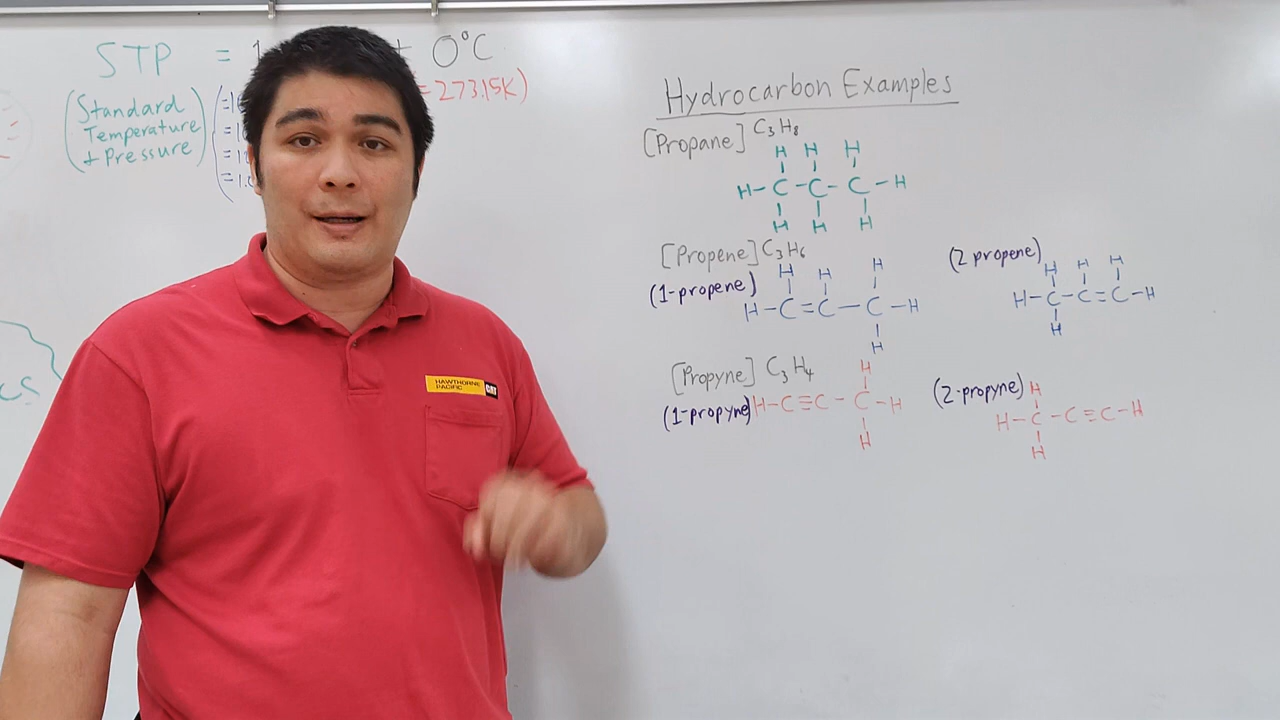 STP = 1 + 0°C
(Standard
Temperature
+ Pressure)
= 273.15K)
HAWTHORNE
PACIFIC
CAT
Hydrocarbon Examples
[Propane] C3H8
H H H
H-C-C-C-H
H H H
[Propene] C3H6
(1-propene)
H H H
H-C=C-C-H
H
(2 propene)
H H H
H-C-C=C-H
H
[Propyne] C3H4
(1-propyne)
H
H-C≡C-C-H
H
(2-propyne)
H
H-C-C≡C-H
H